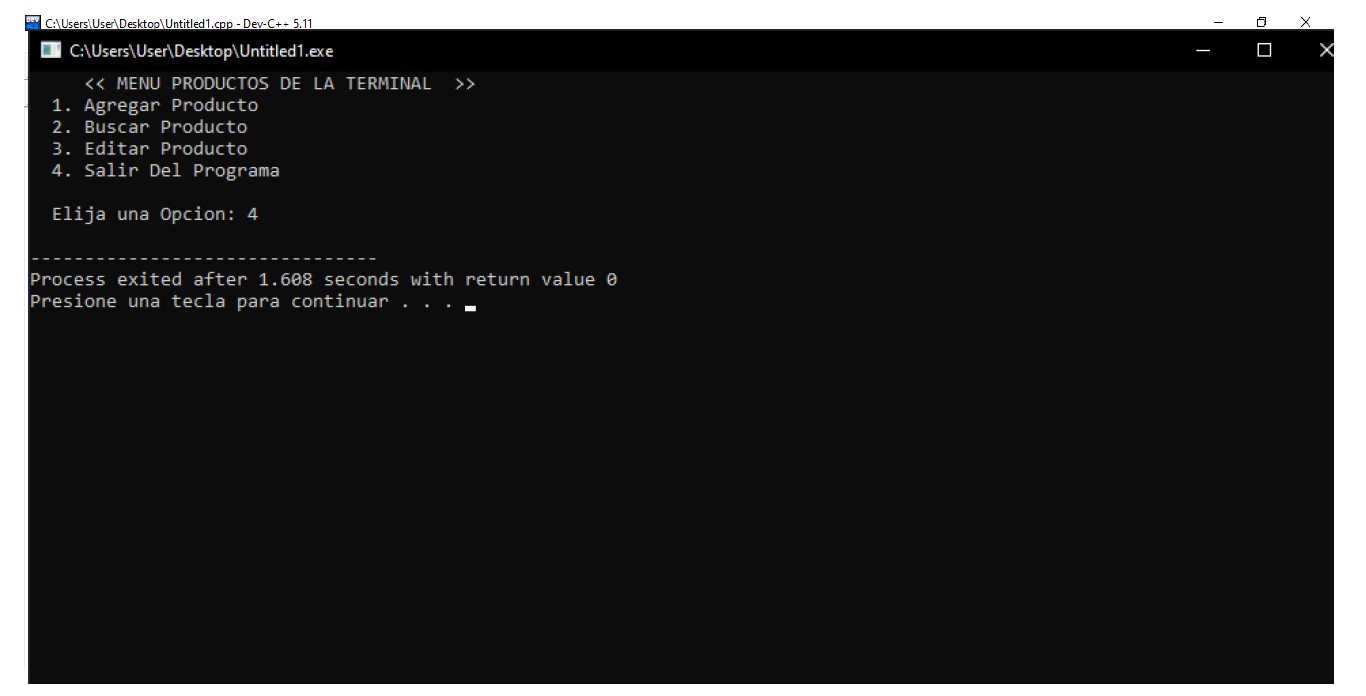 C:\Users\User\Desktop\Untitled1.cpp - Dev-C++ 5.11
C:\Users\User\Desktop\Untitled1.exe
<< MENU PRODUCTOS DE LA TERMINAL  >>
1. Agregar Producto
2. Buscar Producto
3. Editar Producto
4. Salir Del Programa
Elija una Opcion: 4
--------------------------------
Process exited after 1.608 seconds with return value 0
Presione una tecla para continuar . . .